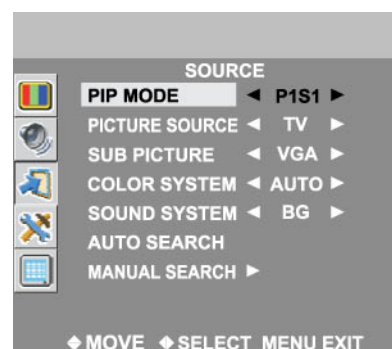 SOURCE
PIP MODE ◄ P1S1 ►
PICTURE SOURCE ◄ TV ►
SUB PICTURE ◄ VGA ►
COLOR SYSTEM ◄ AUTO ►
SOUND SYSTEM ◄ BG ►
AUTO SEARCH
MANUAL SEARCH ►
MOVE SELECT MENU EXIT